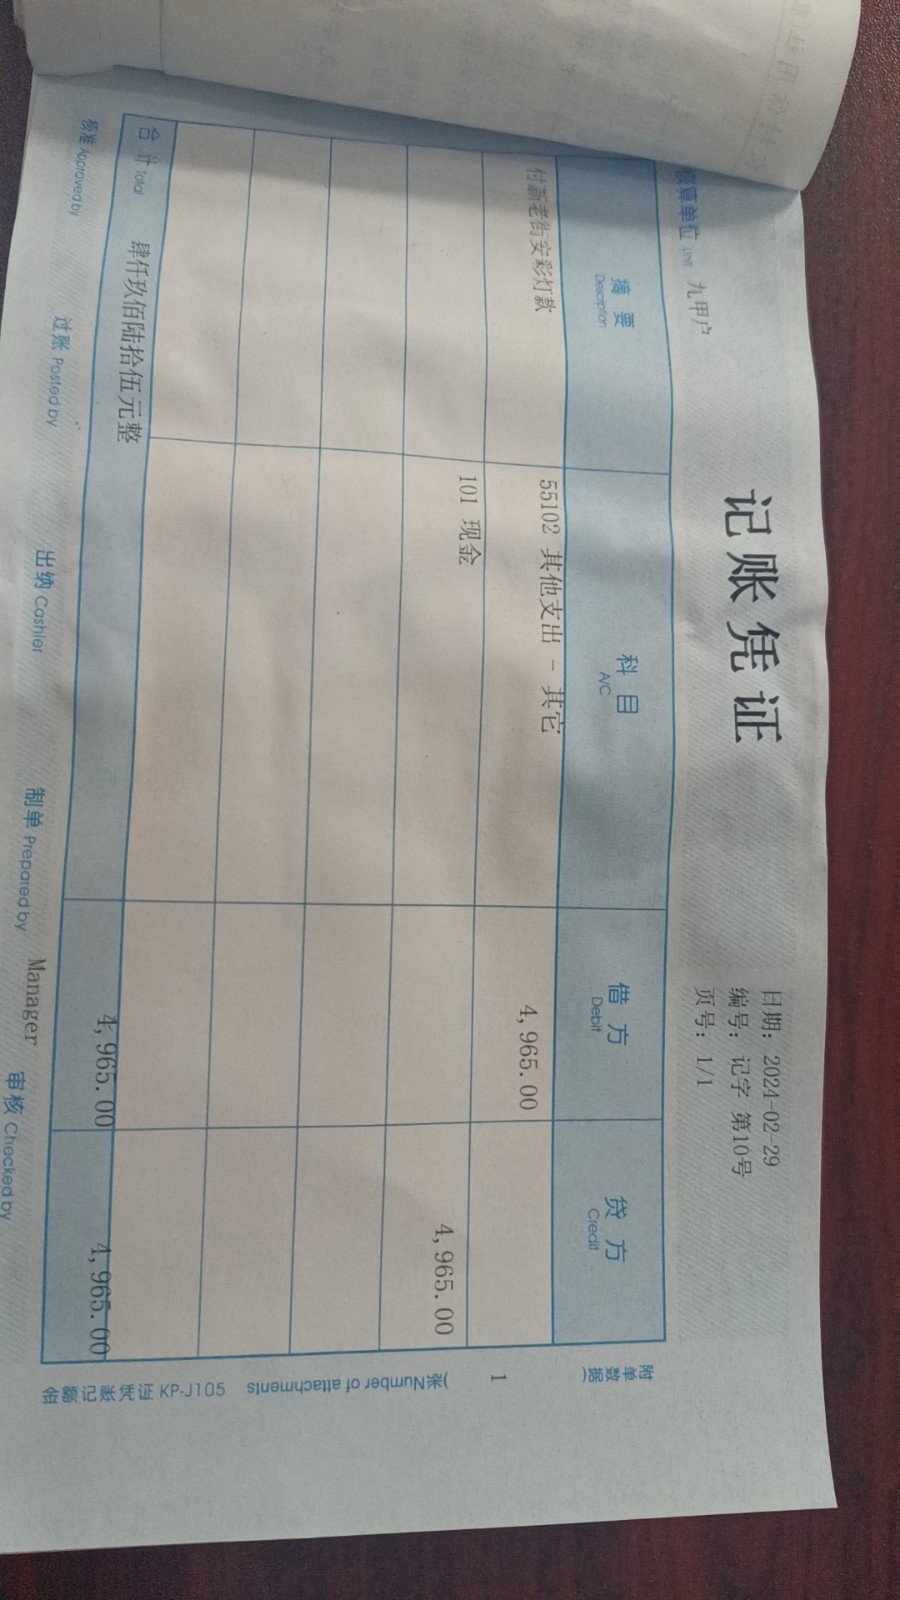 记账凭证
日期：2024-02-29
编号：记字 第10号
核算单位 Unit 九甲户
页号：1/1
摘要 Description 科目 A/C 借方 Debit 贷方 Credit
付新老街安彩灯款 55102 其他支出 - 其它 4,965.00
101 现金 4,965.00
合计 Total 肆仟玖佰陆拾伍元整 4,965.00 4,965.00
附单数据(
1
张)Number of attachments
金额记账凭证 KP-J105
核准 Approved by 过账 Posted by 出纳 Cashier 制单 Prepared by Manager 审核 Checked by